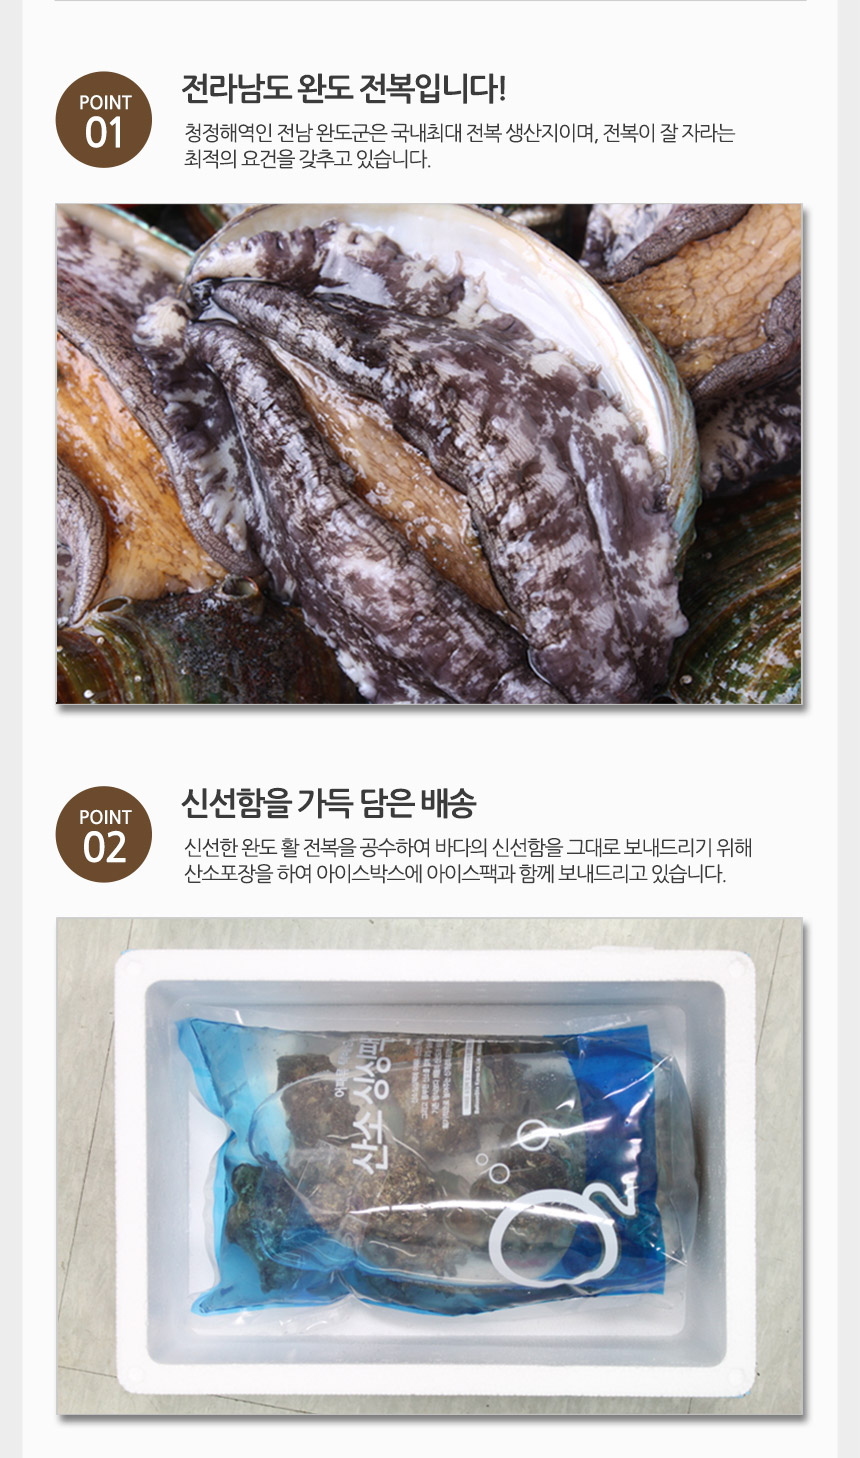 POINT
01
전라남도 완도 전복입니다!
청정해역인 전남 완도군은 국내최대 전복 생산지이며, 전복이 잘 자라는
최적의 요건을 갖추고 있습니다.
POINT
02
신선함을 가득 담은 배송
신선한 완도 활 전복을 공수하여 바다의 신선함을 그대로 보내드리기 위해
산소포장을 하여 아이스박스에 아이스팩과 함께 보내드리고 있습니다.
산소 싱싱팩
O2